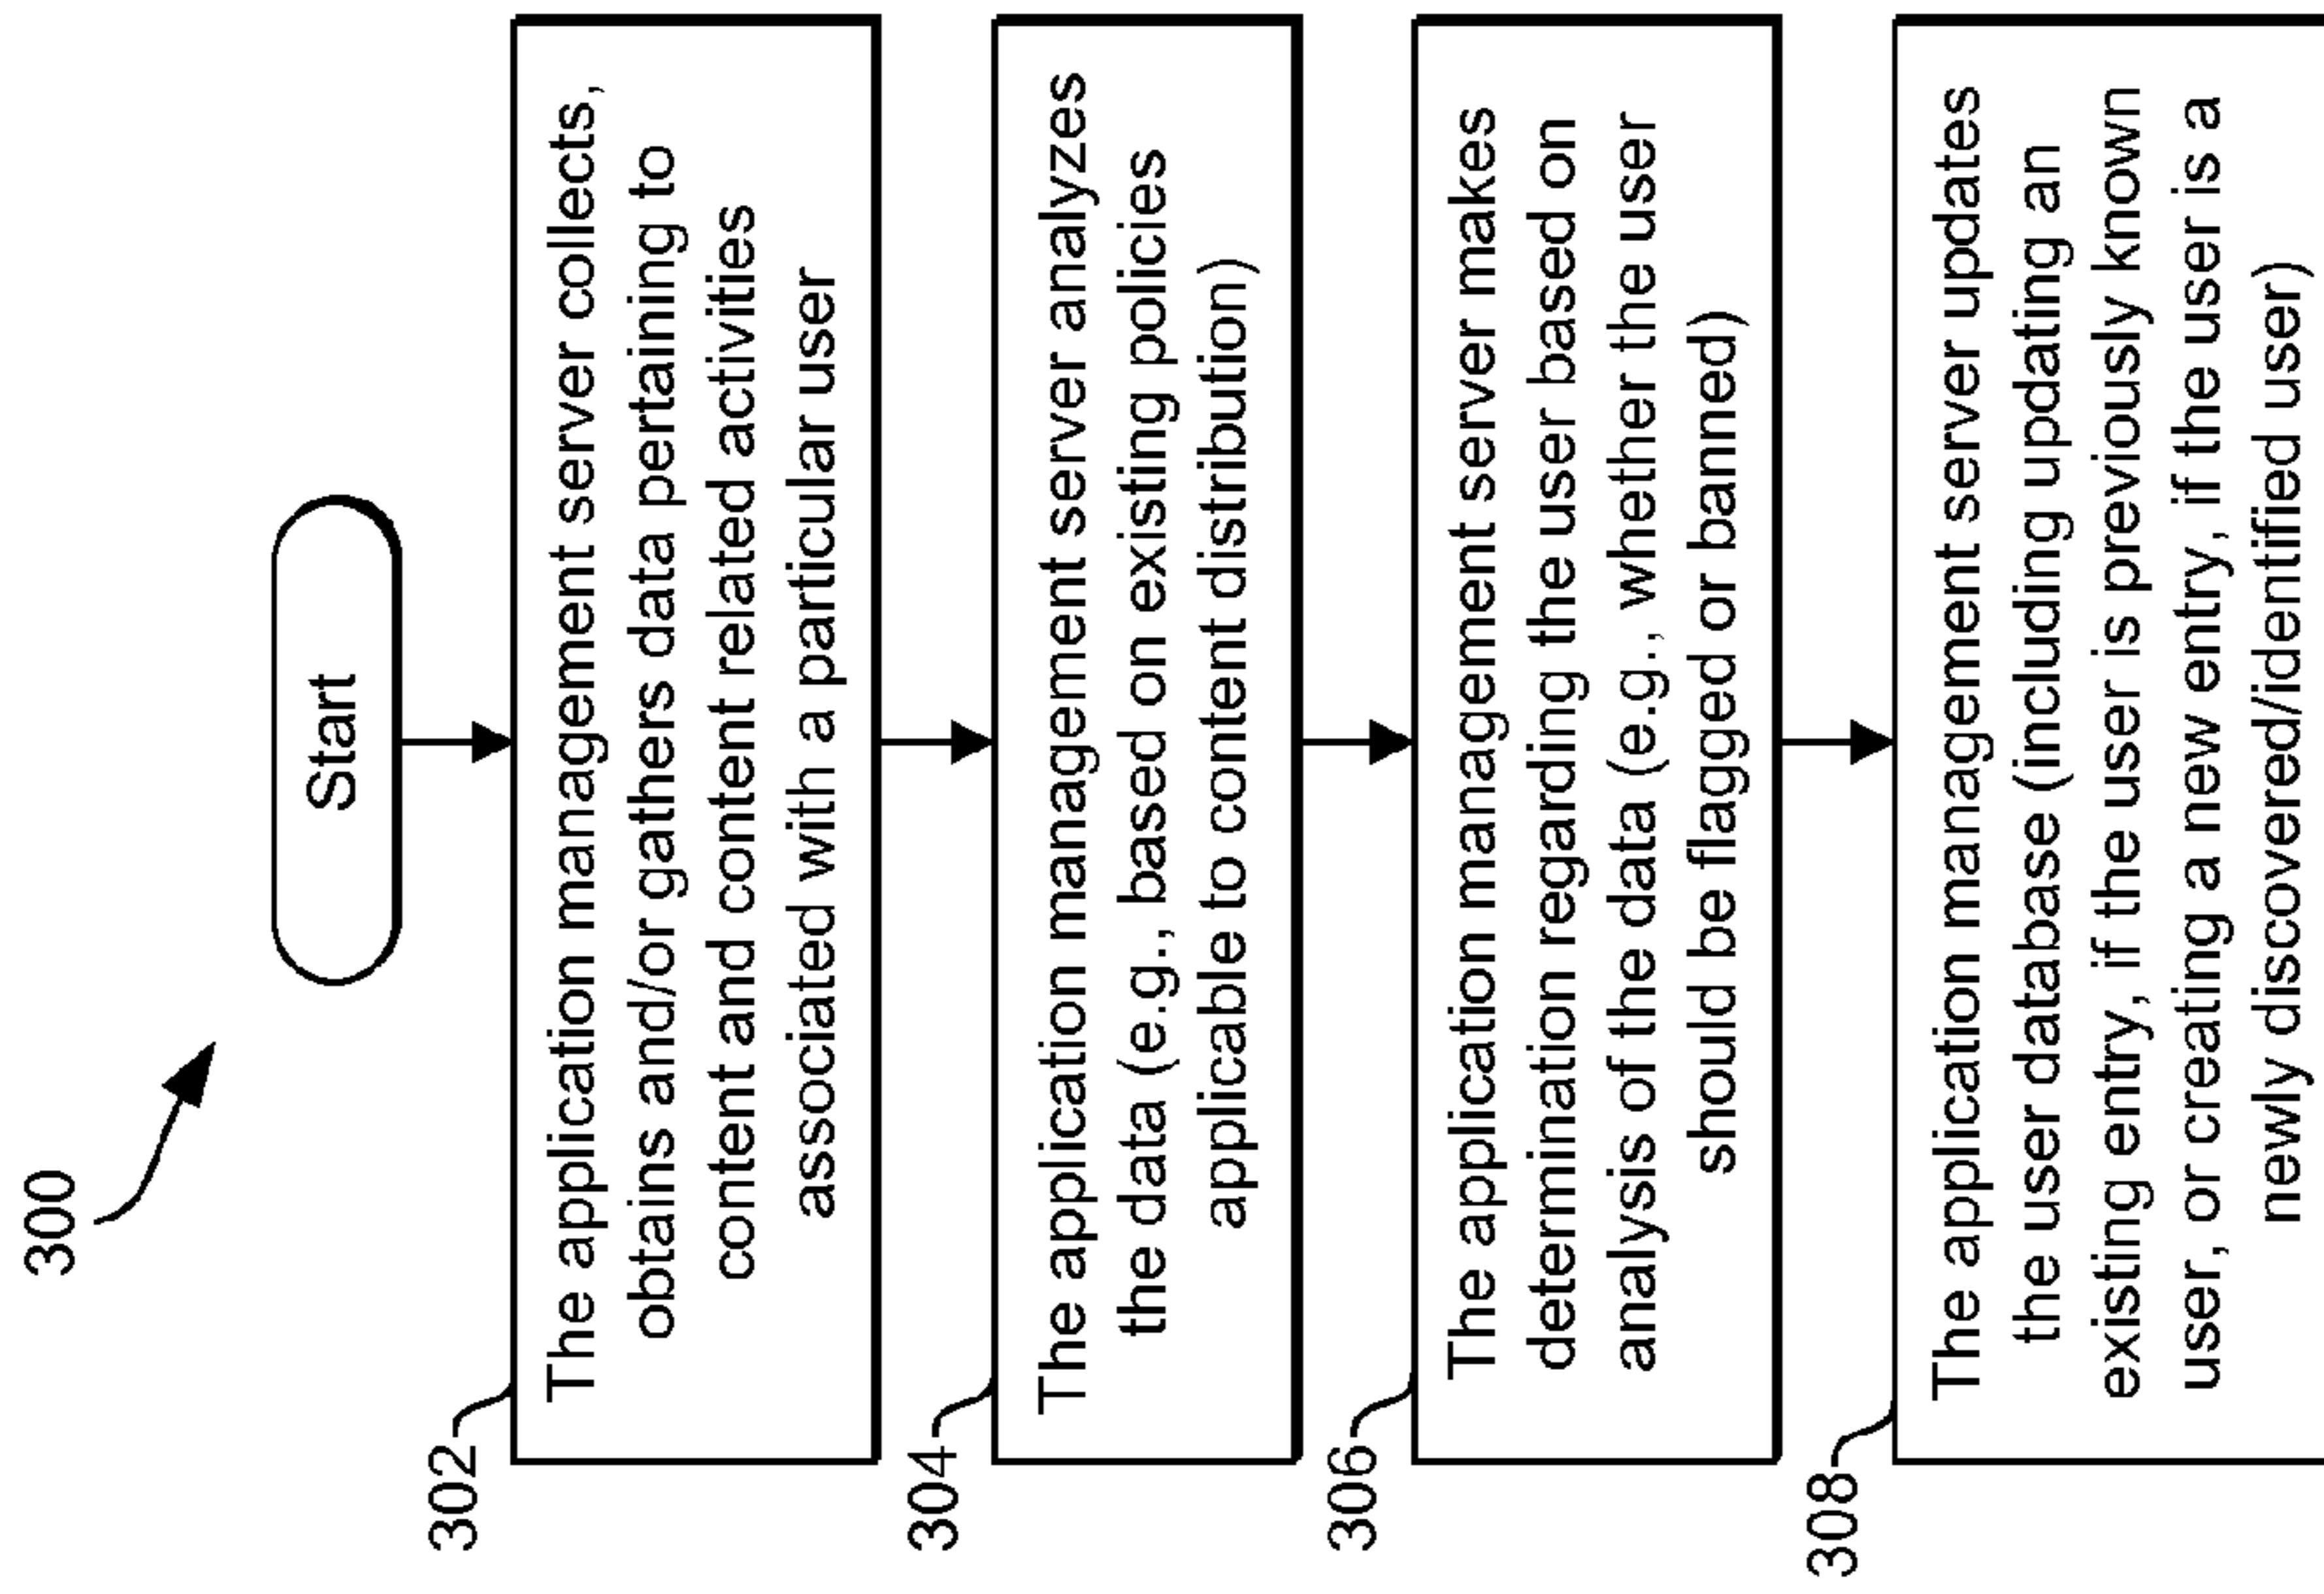 300
Start
302
The application management server collects,
obtains and/or gathers data pertaining to
content and content related activities
associated with a particular user
304
The application management server analyzes
the data (e.g., based on existing policies
applicable to content distribution)
306
The application management server makes
determination regarding the user based on
analysis of the data (e.g., whether the user
should be flagged or banned)
308
The application management server updates
the user database (including updating an
existing entry, if the user is previously known
user, or creating a new entry, if the user is a
newly discovered/identified user)